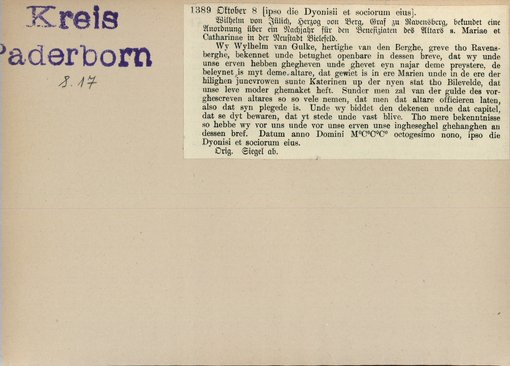 Kreis
Paderborn
8.17
1389 Oktober 8 [ipso die Dyonisii et sociorum eius].
Wilhelm von Jülich, Herzog von Berg, Graf zu Ravensberg, bekundet eine
Anordnung über ein Nachjahr für den Benefiziaten des Altars s. Mariae et
Catharinae in der Neustadt Bielefeld.
Wy Wylhelm van Gulke, hertighe van den Berghe, greve tho Ravens-
berghe, bekennet unde betughet openbare in dessen breve, dat wy unde
unse erven hebben ghegheven unde ghevet eyn najar deme preystere, de
beleynet is myt deme altare, dat gewiet is in ere Marien unde in de ere der
hilighen juncvrowen sunte Katerinen up der nyen stat tho Bilevelde, dat
unse leve moder ghemaket heft. Sunder men zal van der gulde des vor-
ghescreven altares so so vele nemen, dat men dat altare officieren laten,
also dat syn plegede is. Unde wy biddet den dekenen unde dat capitel,
dat se dyt bewaren, dat yt stede unde vast blive. Tho mere bekenntnisse
so hebbe wy vor uns unde vor unse erven unse ingheseghel ghehanghen an
dessen bref. Datum anno Domini MºCºCºCº octogesimo nono, ipso die
Dyonisi et sociorum eius.
Orig. Siegel ab.